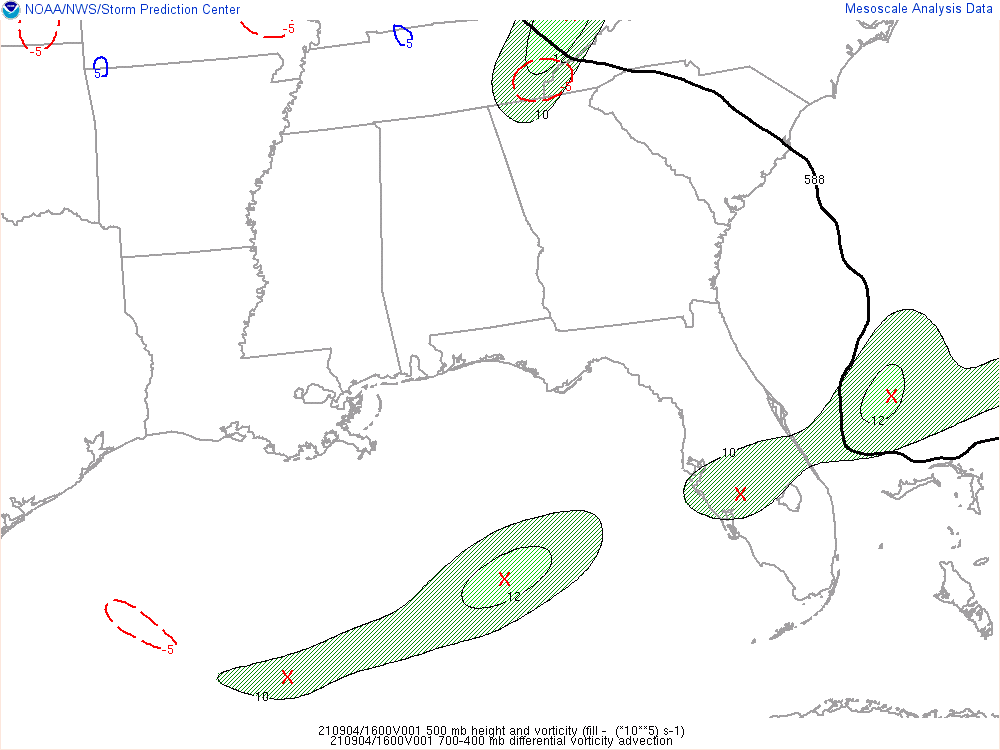 NOAA/NWS/Storm Prediction Center
Mesoscale Analysis Data
-5
-5
5
5
12
-5
10
588
12
10
X
X
X
12
-5
X
10
210904/1600V001 500 mb height and vorticity (fill - (*10**5) s-1)
210904/1600V001 700-400 mb differential vorticity advection